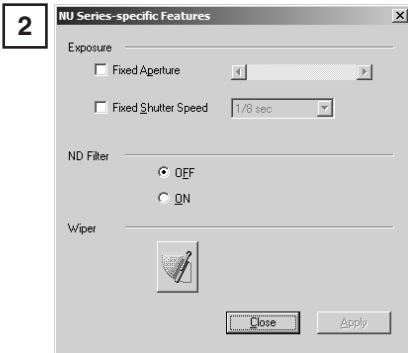 2
NU Series-specific Features
Exposure
Fixed Aperture
Fixed Shutter Speed 1/8 sec
ND Filter
OFF
ON
Wiper
Close Apply